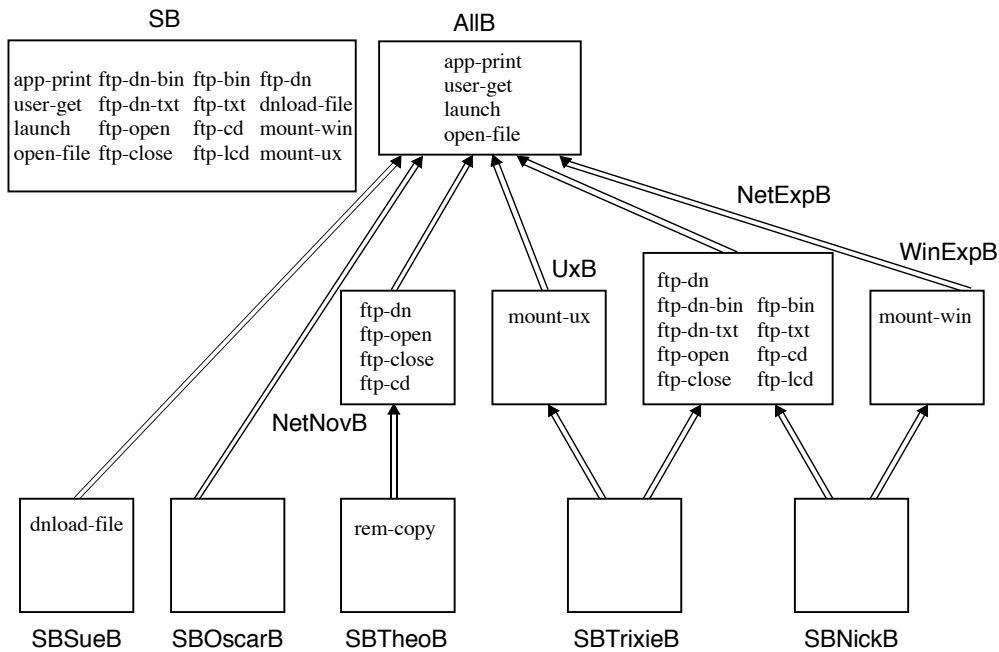 SB
AllB
app-print ftp-dn-bin ftp-bin ftp-dn
user-get ftp-dn-txt ftp-txt dnload-file
launch ftp-open ftp-cd mount-win
open-file ftp-close ftp-lcd mount-ux
app-print
user-get
launch
open-file
NetExpB
WinExpB
UxB
ftp-dn
ftp-open
ftp-close
ftp-cd
mount-ux
ftp-dn
ftp-dn-bin ftp-bin
ftp-dn-txt ftp-txt
ftp-open ftp-cd
ftp-close ftp-lcd
mount-win
NetNovB
dnload-file
rem-copy
SBSueB
SBOscarB
SBTheoB
SBTrixieB
SBNickB